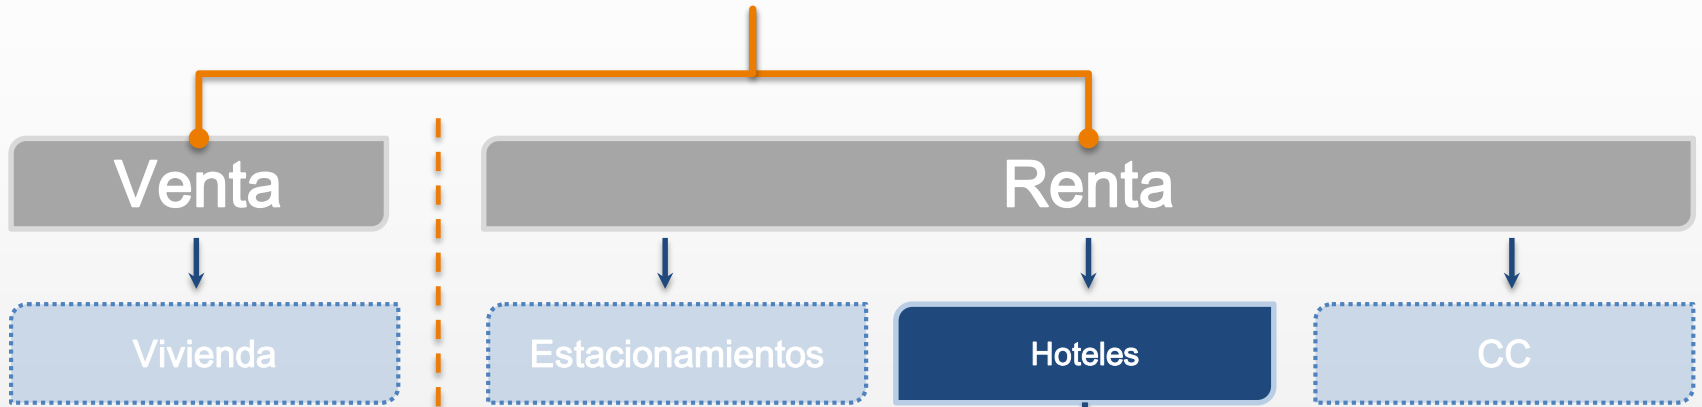 Venta
Renta
Vivienda
Estacionamientos
Hoteles
CC